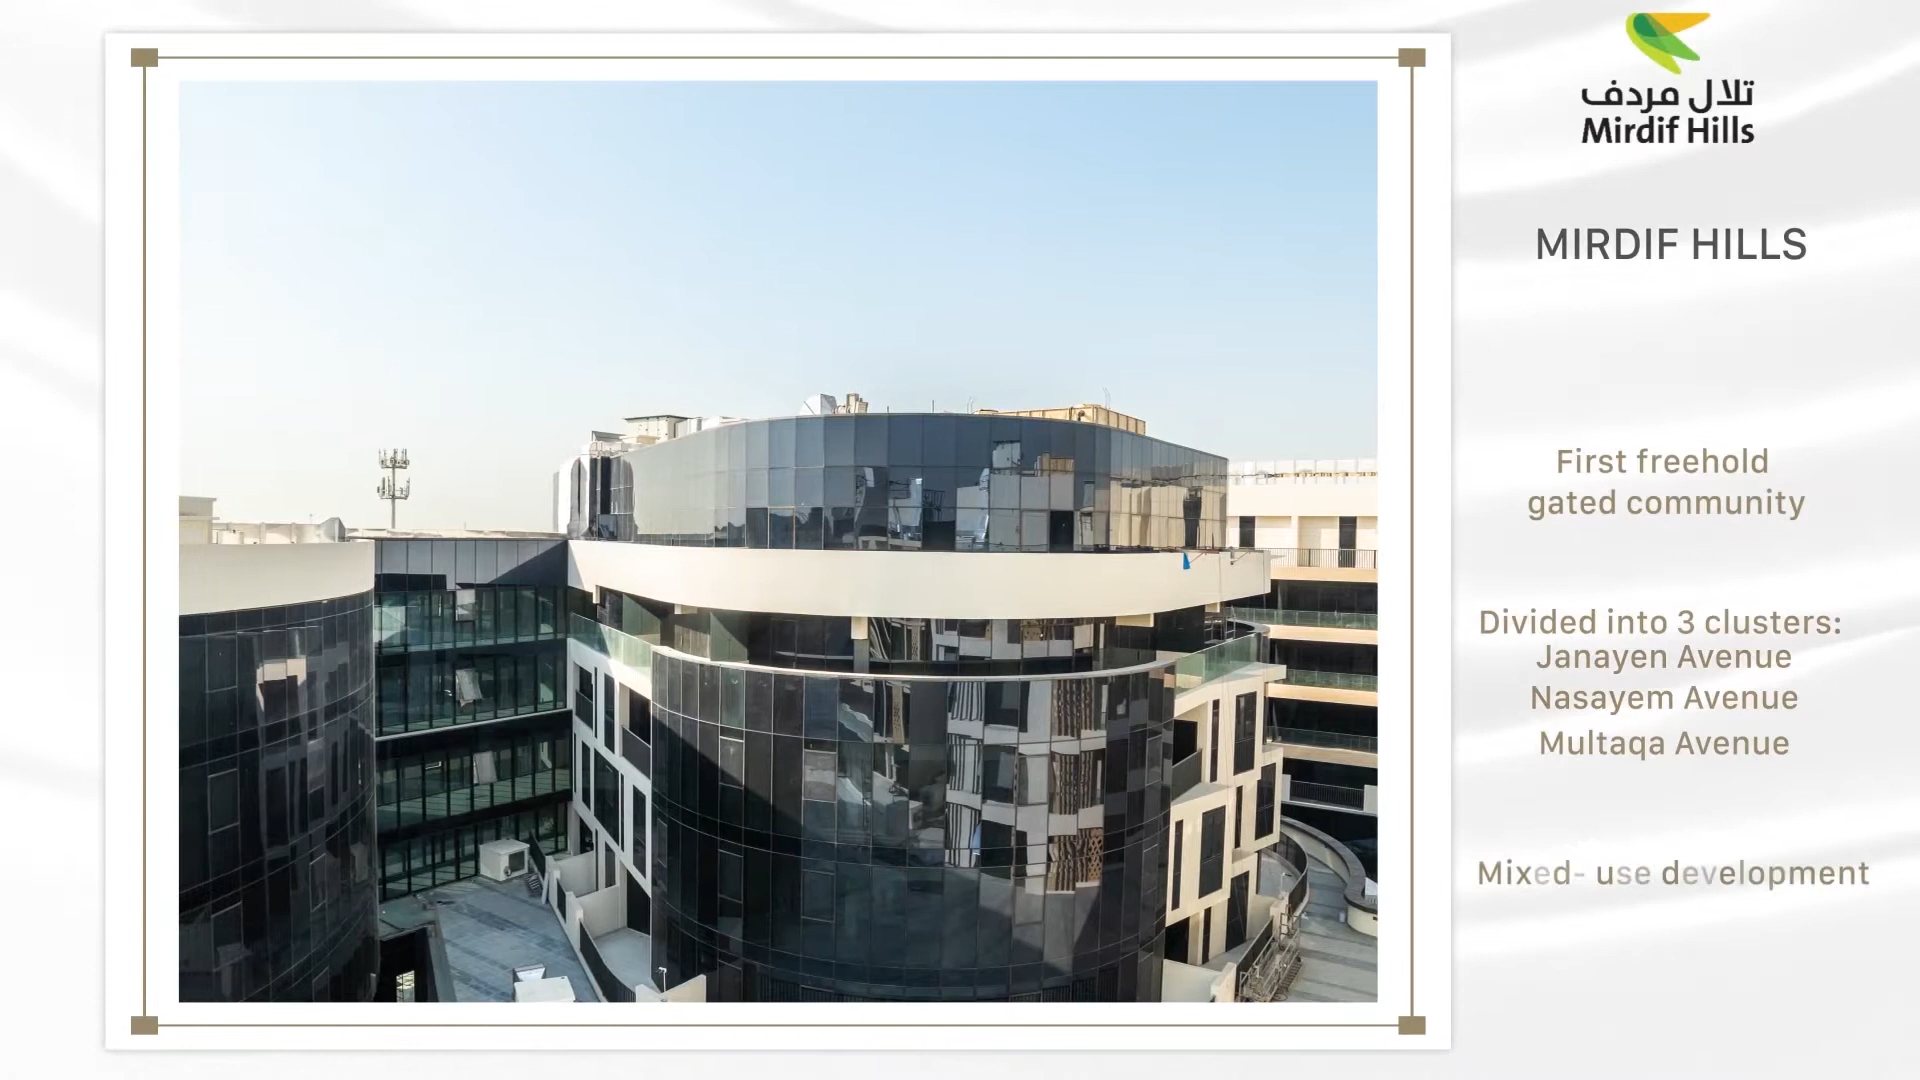 تلال مردف
Mirdif Hills
MIRDIF HILLS
First freehold
gated community
Divided into 3 clusters:
Janayen Avenue
Nasayem Avenue
Multaqa Avenue
Mixed- use development